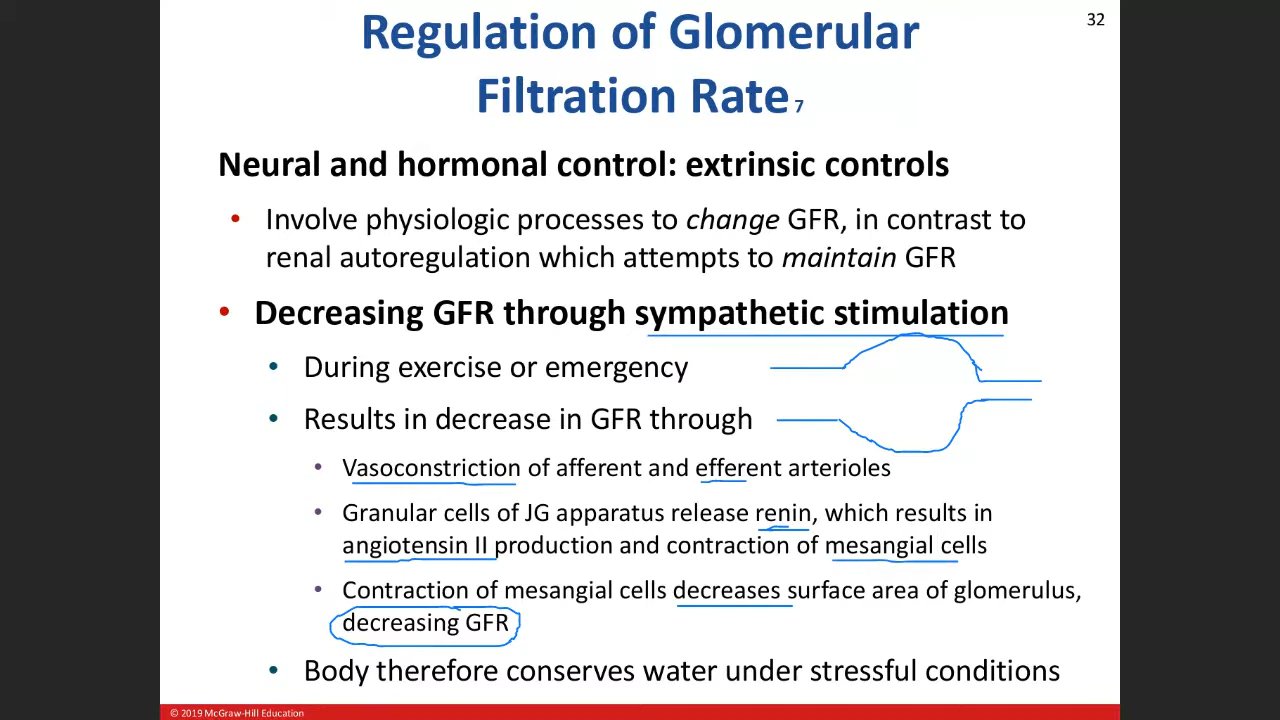 32
Regulation of Glomerular
Filtration Rate 7
Neural and hormonal control: extrinsic controls
• Involve physiologic processes to change GFR, in contrast to
renal autoregulation which attempts to maintain GFR
• Decreasing GFR through sympathetic stimulation
• During exercise or emergency
• Results in decrease in GFR through
• Vasoconstriction of afferent and efferent arterioles
• Granular cells of JG apparatus release renin, which results in
angiotensin II production and contraction of mesangial cells
• Contraction of mesangial cells decreases surface area of glomerulus,
decreasing GFR
• Body therefore conserves water under stressful conditions
© 2019 McGraw-Hill Education